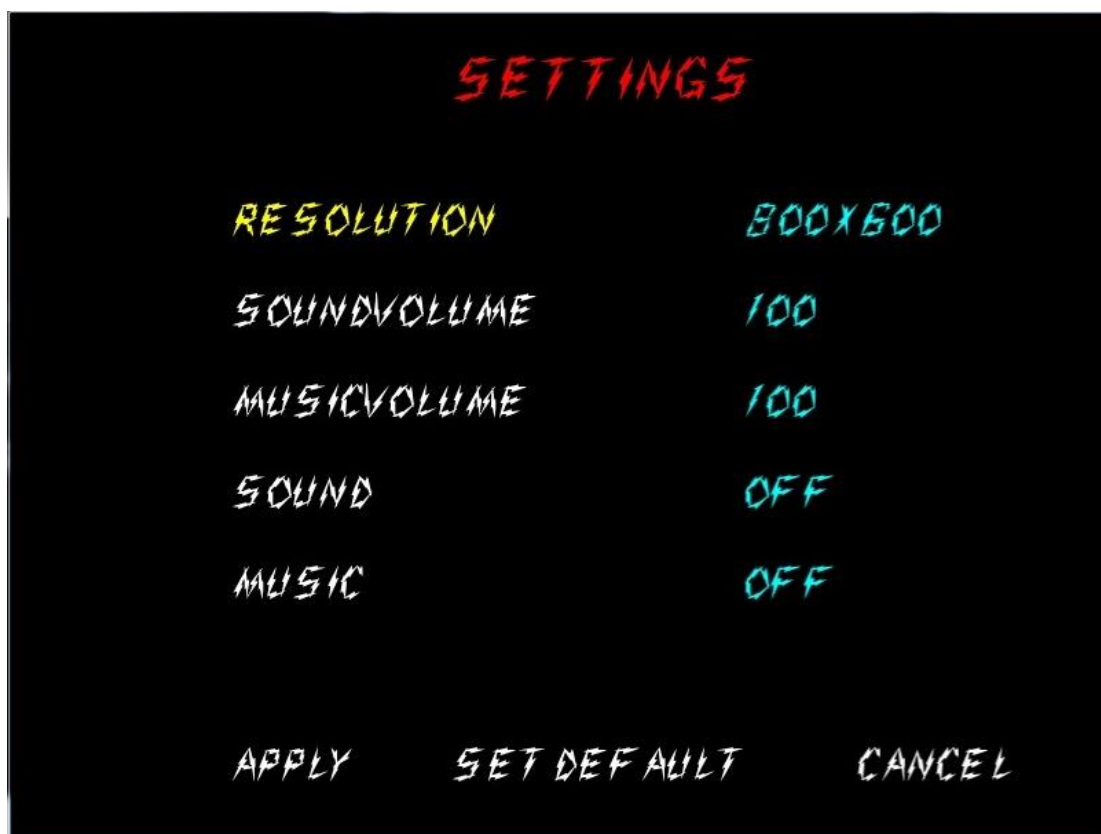 SETTINGS
RESOLUTION 800X600
SOUNDVOLUME 100
MUSICVOLUME 100
SOUND OFF
MUSIC OFF
APPLY SET DEFAULT CANCEL